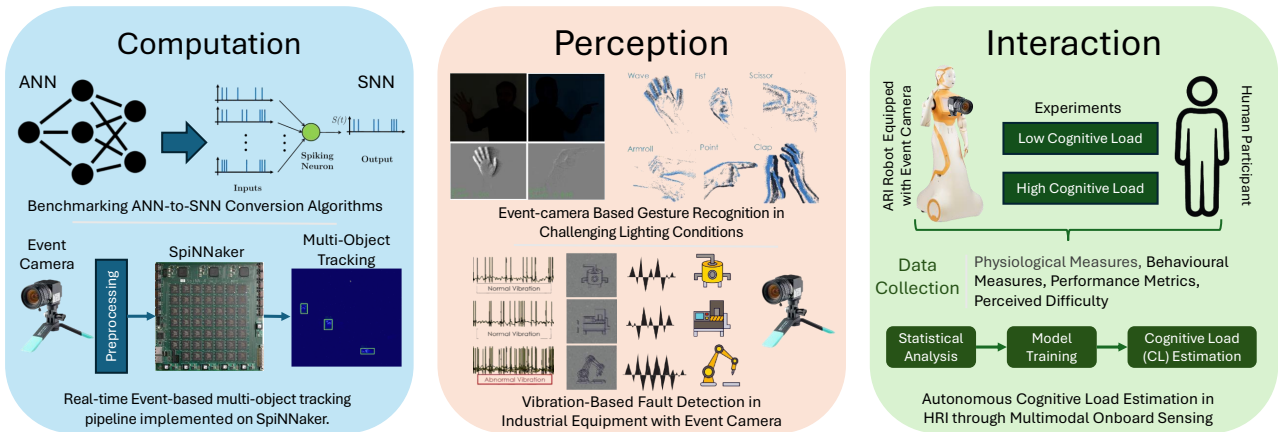 Computation
ANN
SNN
S(t)
Spiking
Neuron
Output
Inputs
Benchmarking ANN-to-SNN Conversion Algorithms
Event
Camera
Preprocessing
SpiNNaker
Multi-Object
Tracking
Real-time Event-based multi-object tracking
pipeline implemented on SpiNNaker.
Perception
Wave
Fist
Scissor
Armroll
Point
Clap
Event-camera Based Gesture Recognition in
Challenging Lighting Conditions
Normal Vibration
Normal Vibration
Abnormal Vibration
Vibration-Based Fault Detection in
Industrial Equipment with Event Camera
Interaction
ARI Robot Equipped
with Event Camera
Experiments
Low Cognitive Load
High Cognitive Load
Human Participant
Data
Collection
Physiological Measures, Behavioural
Measures, Performance Metrics,
Perceived Difficulty
Statistical
Analysis
Model
Training
Cognitive Load
(CL) Estimation
Autonomous Cognitive Load Estimation in
HRI through Multimodal Onboard Sensing